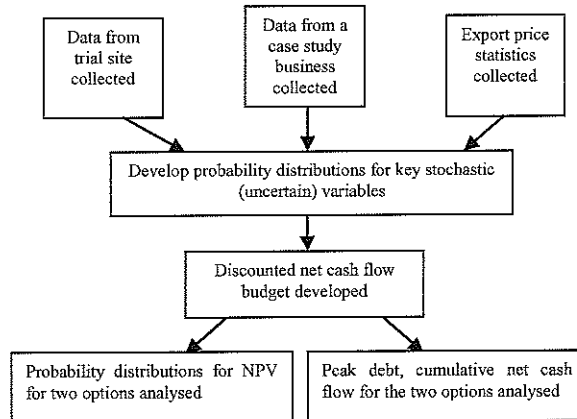 Data from
trial site
collected
Data from a
case study
business
collected
Export price
statistics
collected
Develop probability distributions for key stochastic
(uncertain) variables
Discounted net cash flow
budget developed
Probability distributions for NPV
for two options analysed
Peak debt, cumulative net cash
flow for the two options analysed